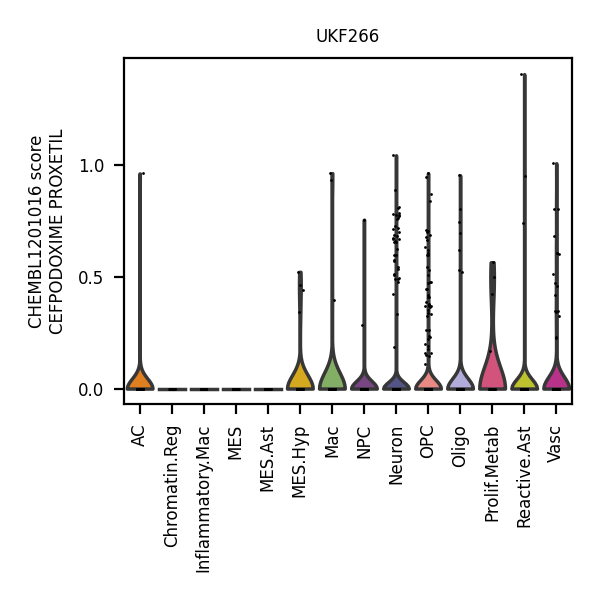 UKF266
CHEMBL1201016 score
CEFPODOXIME PROXETIL
1.0
0.5
0.0
AC
Chromatin.Reg
Inflammatory.Mac
MES
MES.Ast
MES.Hyp
Mac
NPC
Neuron
OPC
Oligo
Prolif.Metab
Reactive.Ast
Vasc